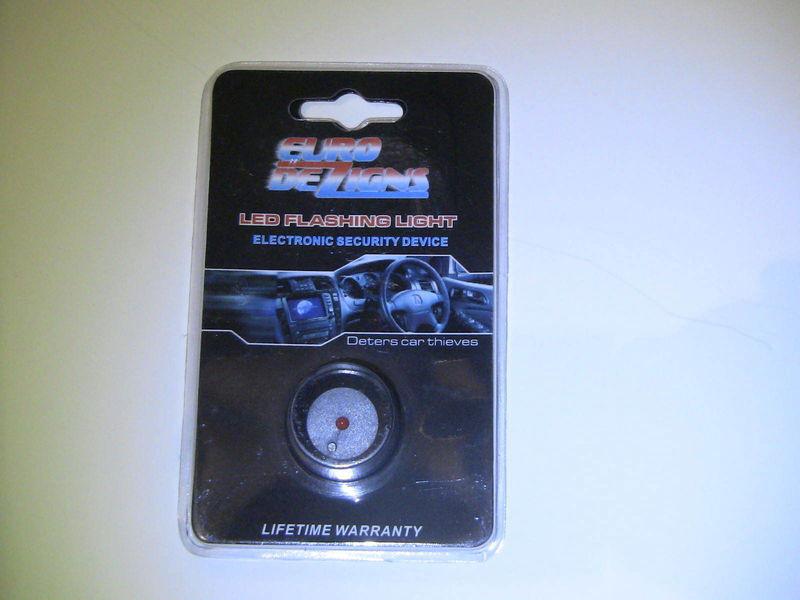 EURO
DEZIGNS
LED FLASHING LIGHT
ELECTRONIC SECURITY DEVICE
Deters car thieves
LIFETIME WARRANTY